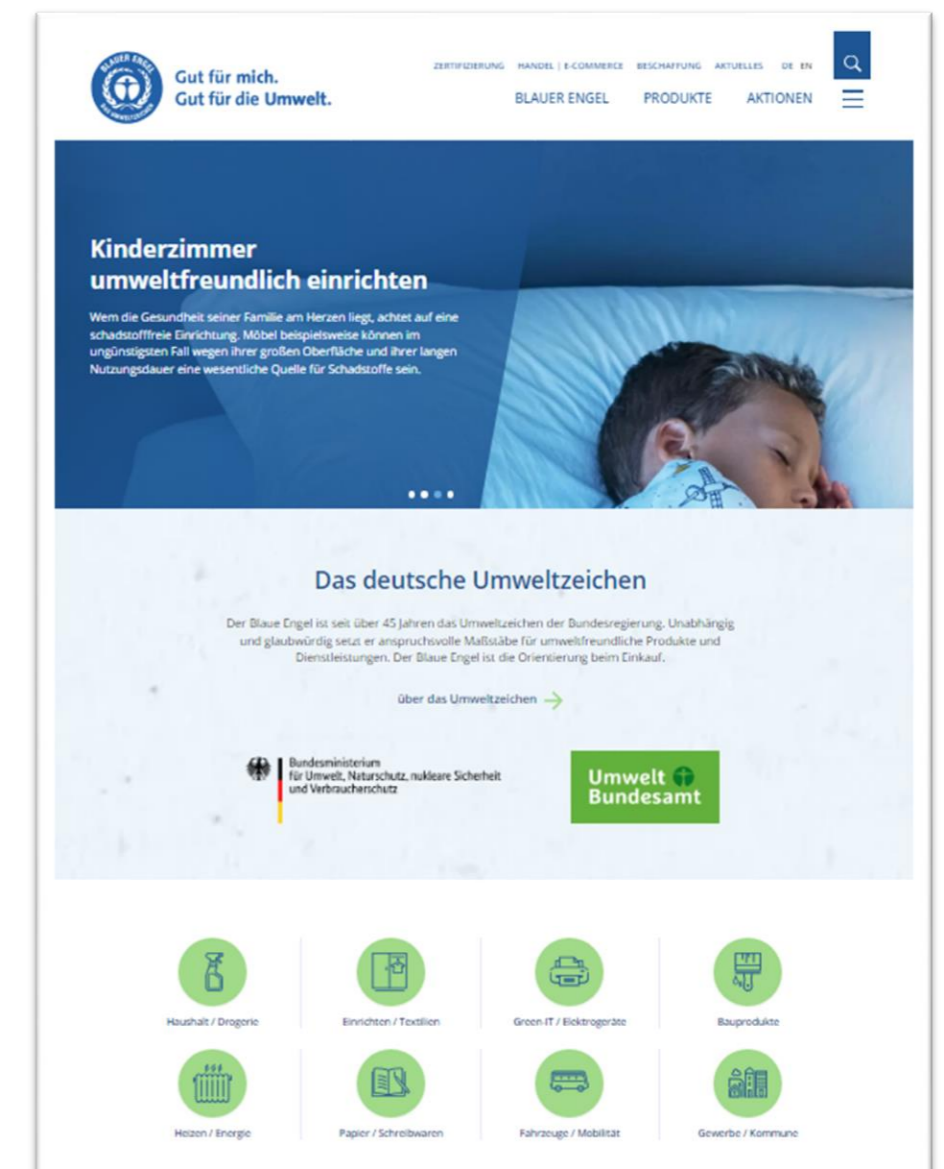 BLAUER ENGEL
DAS UMWELTZEICHEN
Gut für mich.
Gut für die Umwelt.
ZERTIFIZIERUNG HANDEL | E-COMMERCE BESCHAFFUNG AKTUELLES DE EN
BLAUER ENGEL PRODUKTE AKTIONEN
Kinderzimmer
umweltfreundlich einrichten
Wem die Gesundheit seiner Familie am Herzen liegt, achtet auf eine
schadstofffreie Einrichtung. Möbel beispielsweise können im
ungünstigsten Fall wegen ihrer großen Oberfläche und ihrer langen
Nutzungsdauer eine wesentliche Quelle für Schadstoffe sein.
Das deutsche Umweltzeichen
Der Blaue Engel ist seit über 45 Jahren das Umweltzeichen der Bundesregierung. Unabhängig
und glaubwürdig setzt er anspruchsvolle Maßstäbe für umweltfreundliche Produkte und
Dienstleistungen. Der Blaue Engel ist die Orientierung beim Einkauf.
über das Umweltzeichen
Bundesministerium
für Umwelt, Naturschutz, nukleare Sicherheit
und Verbraucherschutz
Umwelt
Bundesamt
Haushalt / Drogerie Einrichten / Textilien Green-IT / Elektrogeräte Bauprodukte
Heizen / Energie Papier / Schreibwaren Fahrzeuge / Mobilität Gewerbe / Kommune